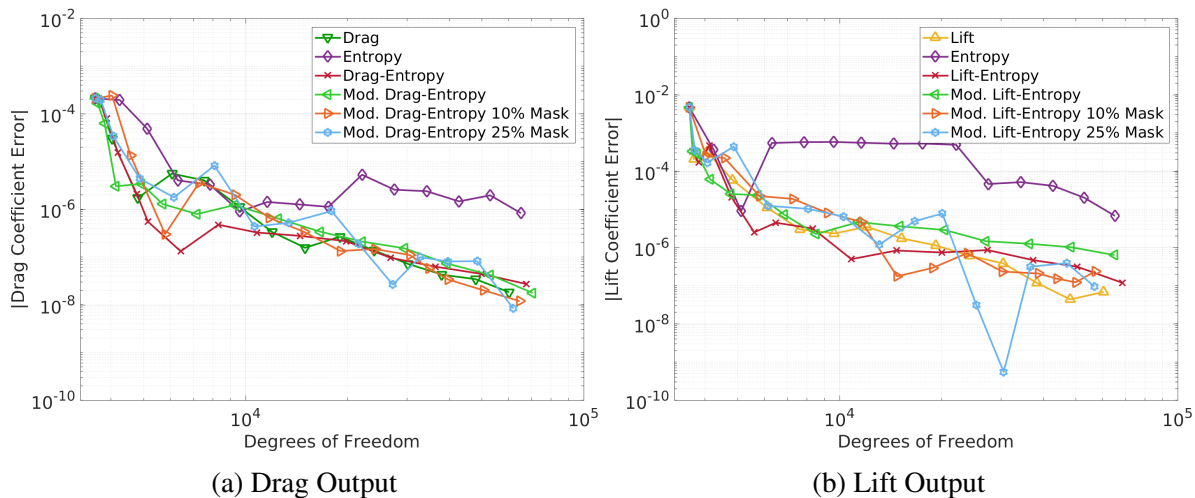 10^-2
10^-4
10^-6
10^-8
10^-10
|Drag Coefficient Error|
10^4
10^5
Degrees of Freedom
Drag
Entropy
Drag-Entropy
Mod. Drag-Entropy
Mod. Drag-Entropy 10% Mask
Mod. Drag-Entropy 25% Mask
(a) Drag Output
10^0
10^-2
10^-4
10^-6
10^-8
10^-10
|Lift Coefficient Error|
10^4
10^5
Degrees of Freedom
Lift
Entropy
Lift-Entropy
Mod. Lift-Entropy
Mod. Lift-Entropy 10% Mask
Mod. Lift-Entropy 25% Mask
(b) Lift Output